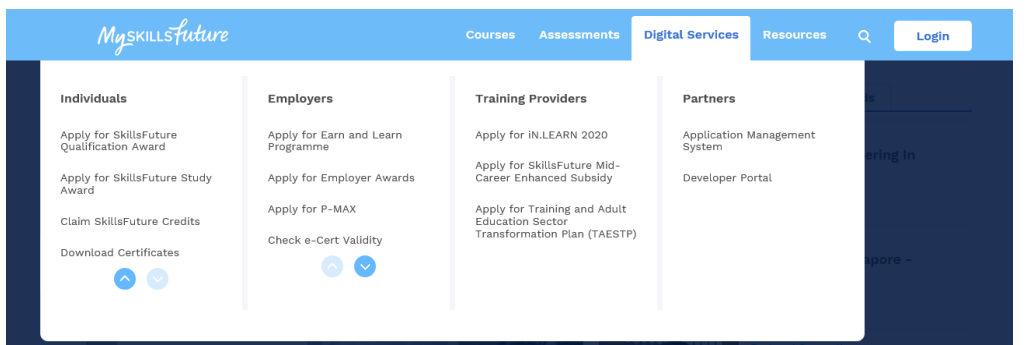 MySkillsfuture
Courses
Assessments
Digital Services
Resources
Login
Individuals
Apply for SkillsFuture
Qualification Award
Apply for SkillsFuture Study
Award
Claim SkillsFuture Credits
Download Certificates
Employers
Apply for Earn and Learn
Programme
Apply for Employer Awards
Apply for P-MAX
Check e-Cert Validity
Training Providers
Apply for iN.LEARN 2020
Apply for SkillsFuture Mid-
Career Enhanced Subsidy
Apply for Training and Adult
Education Sector
Transformation Plan (TAESTP)
Partners
Application Management
System
Developer Portal
ering In
apore -